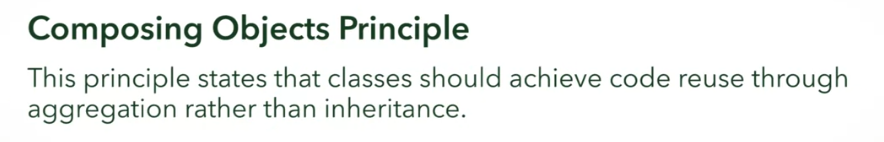 Composing Objects Principle
This principle states that classes should achieve code reuse through
aggregation rather than inheritance.